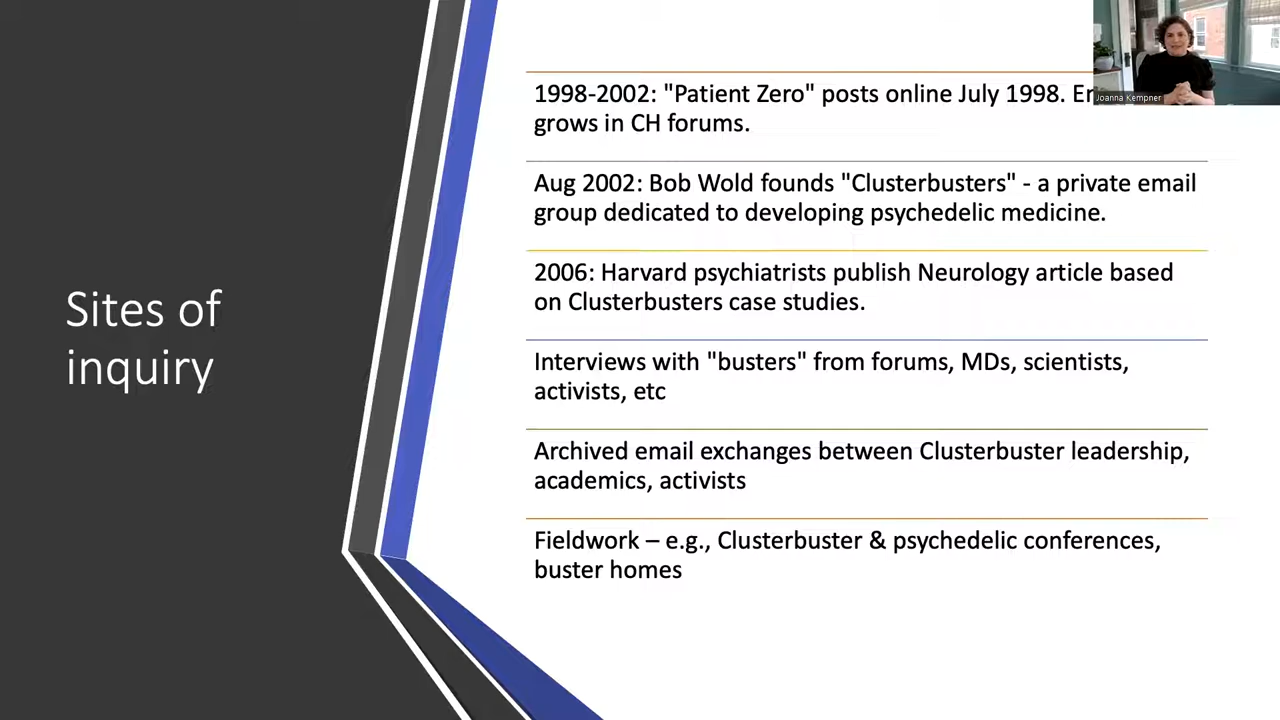 Sites of
inquiry
1998-2002: "Patient Zero" posts online July 1998.
grows in CH forums.
Aug 2002: Bob Wold founds "Clusterbusters" - a private email
group dedicated to developing psychedelic medicine.
2006: Harvard psychiatrists publish Neurology article based
on Clusterbusters case studies.
Interviews with "busters" from forums, MDs, scientists,
activists, etc
Archived email exchanges between Clusterbuster leadership,
academics, activists
Fieldwork – e.g., Clusterbuster & psychedelic conferences,
buster homes
Joanna Kempner